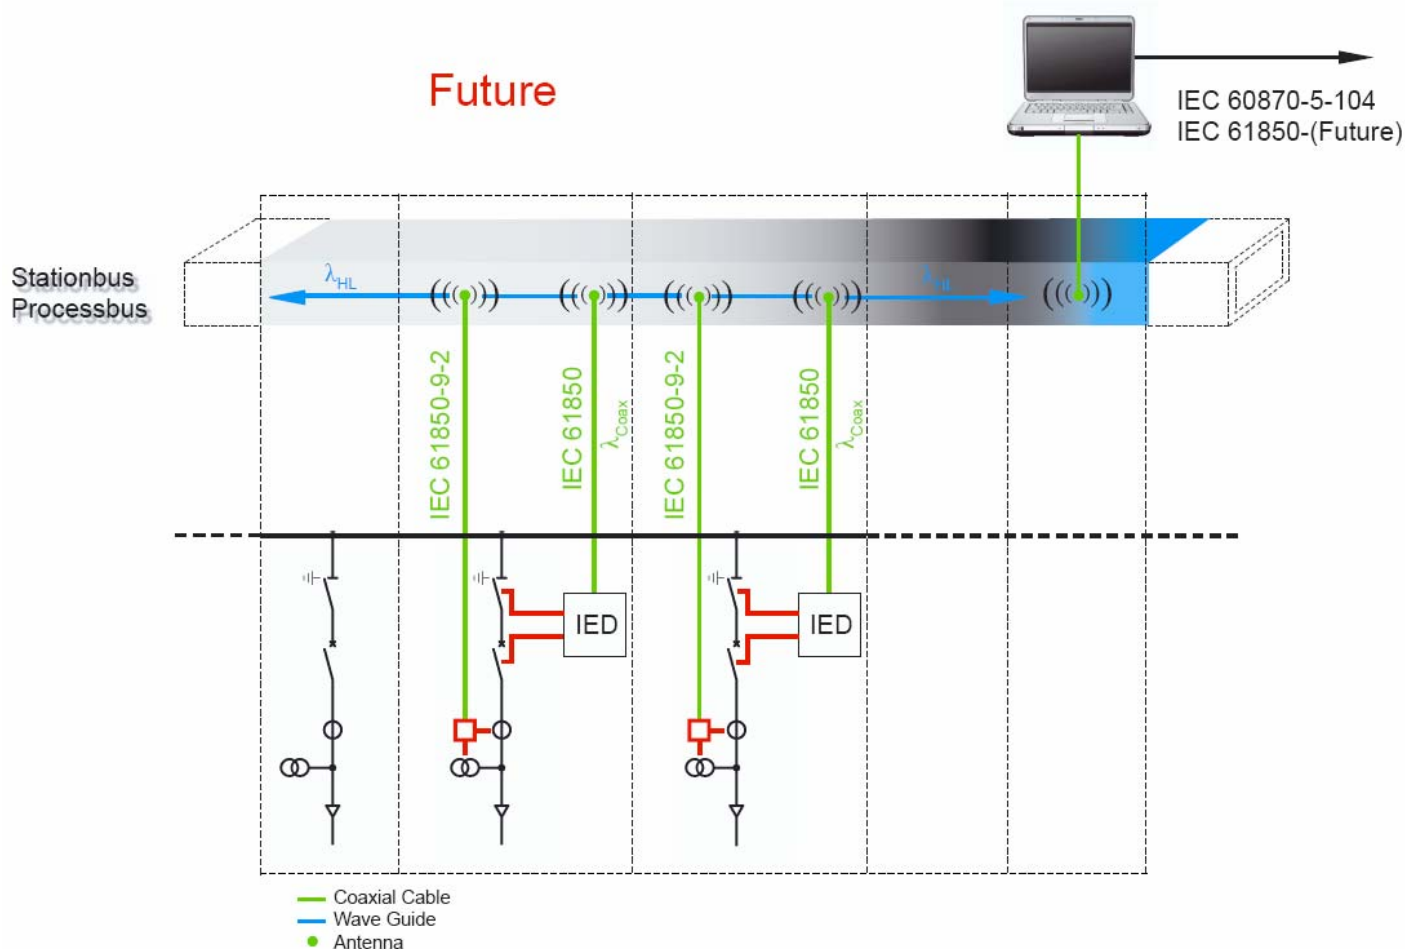 Future
IEC 60870-5-104
IEC 61850-(Future)
Stationbus
Processbus
λHL
λHL
IEC 61850-9-2
IEC 61850
λCoax
IEC 61850-9-2
IEC 61850
λCoax
IED
IED
Coaxial Cable
Wave Guide
Antenna